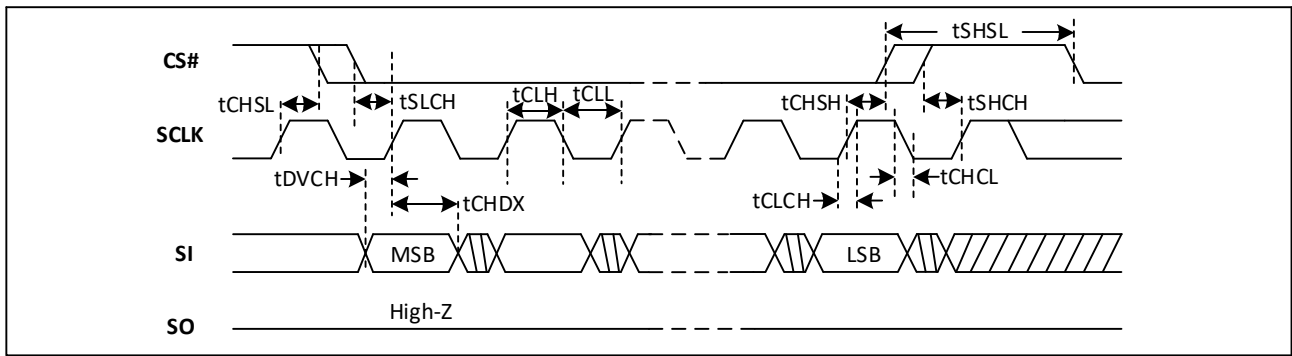 tSHSL
CS#
tCHSL
tSLCH
tCLH
tCLL
tCHSH
tSHCH
SCLK
tDVCH
tCHDX
tCLCH
tCHCL
SI
MSB
LSB
High-Z
SO